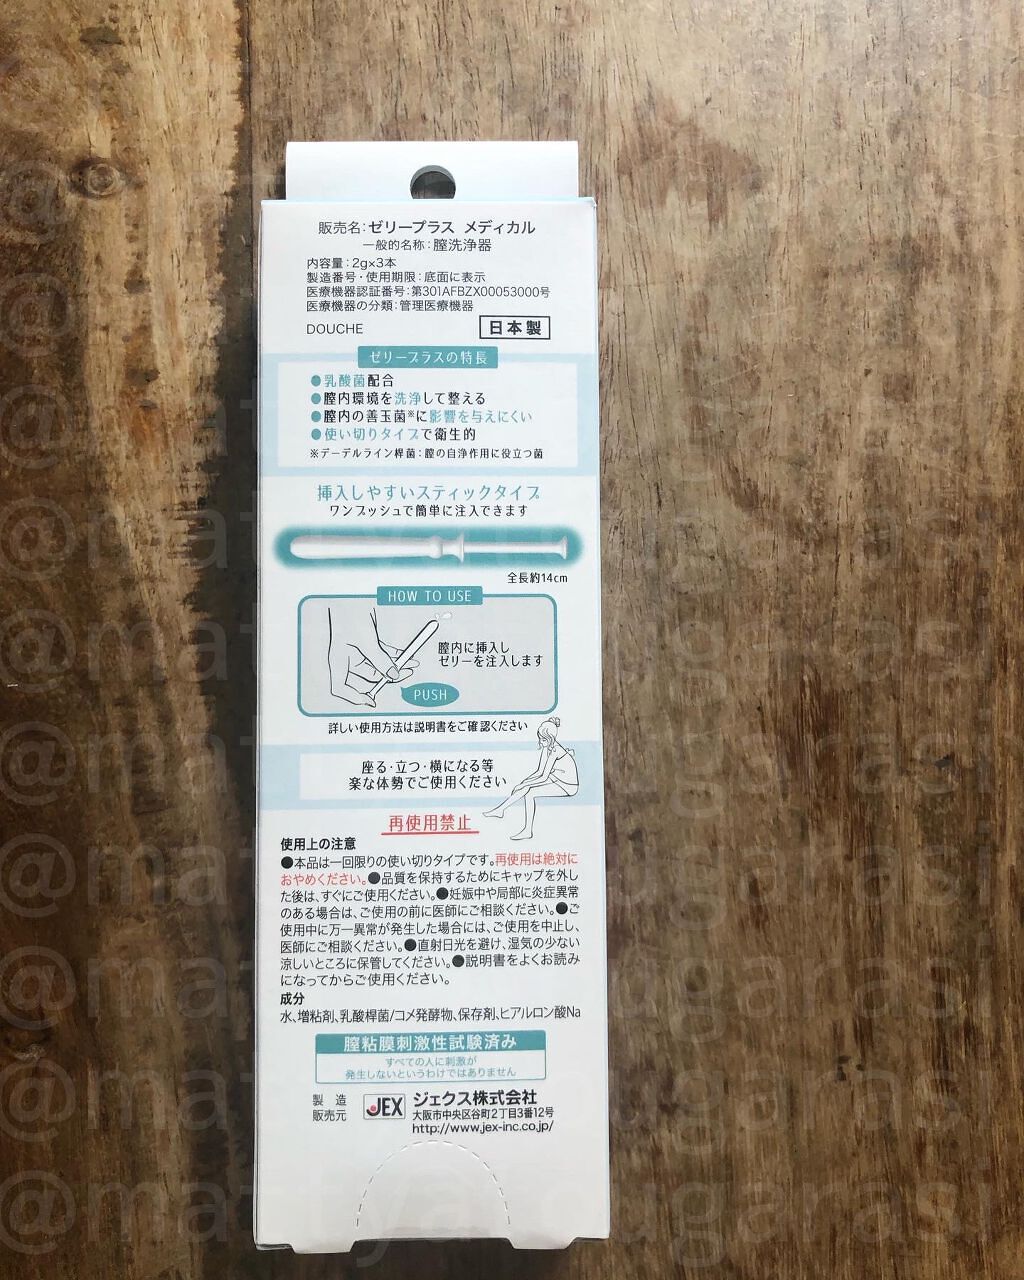 販売名:ゼリープラス メディカル
一般的名称:膣洗浄器
内容量:2g×3本
製造番号・使用期限:底面に表示
医療機器認証番号:第301AFBZX00053000号
医療機器の分類:管理医療機器
DOUCHE
日本製
ゼリープラスの特長
●乳酸菌配合
●膣内環境を洗浄して整える
●膣内の善玉菌※に影響を与えにくい
●使い切りタイプで衛生的
※デーデルライン桿菌:膣の自浄作用に役立つ菌
挿入しやすいスティックタイプ
ワンプッシュで簡単に注入できます
全長約14cm
HOW TO USE
膣内に挿入し
ゼリーを注入します
PUSH
詳しい使用方法は説明書をご確認ください
座る・立つ・横になる等
楽な体勢でご使用ください
再使用禁止
使用上の注意
●本品は一回限りの使い切りタイプです。再使用は絶対に
おやめください。●品質を保持するためにキャップを外し
た後は、すぐにご使用ください。●妊娠中や局部に炎症異常
のある場合は、ご使用の前に医師にご相談ください。●ご
使用中に万一異常が発生した場合には、ご使用を中止し、
医師にご相談ください。●直射日光を避け、湿気の少ない
涼しいところに保管してください。●説明書をよくお読み
になってからご使用ください。
成分
水、増粘剤、乳酸桿菌/コメ発酵物、保存剤、ヒアルロン酸Na
膣粘膜刺激性試験済み
すべての人に刺激が
発生しないというわけではありません
製造
販売元
JEX
ジェクス株式会社
大阪市中央区谷町2丁目3番12号
http://www.jex-inc.co.jp/